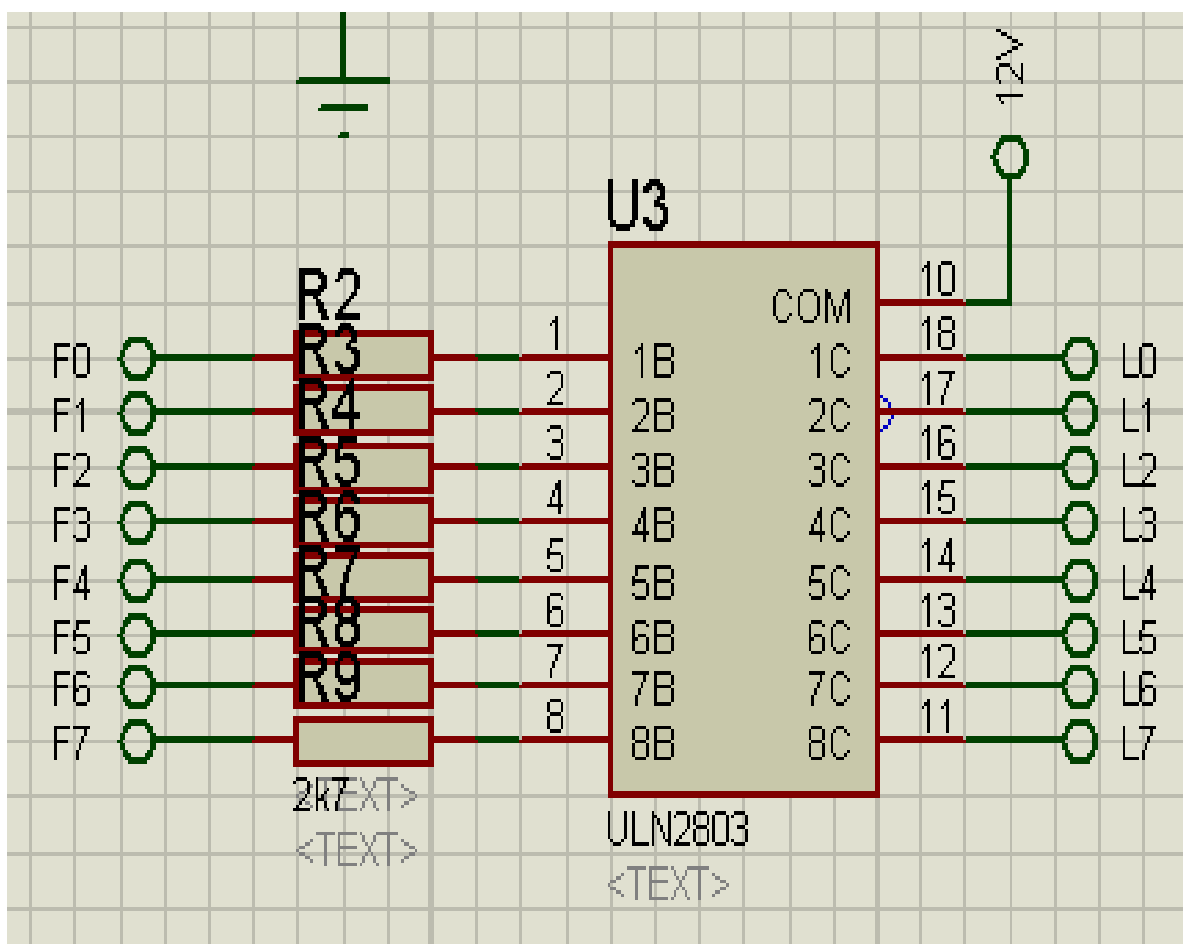 12V
U3
R2
10
COM
F0 R3 1 1B 1C 18 L0
F1 R4 2 2B 2C 17 L1
F2 R5 3 3B 3C 16 L2
F3 R6 4 4B 4C 15 L3
F4 R7 5 5B 5C 14 L4
F5 R8 6 6B 6C 13 L5
F6 R9 7 7B 7C 12 L6
F7 8 8B 8C 11 L7
2k7
<TEXT>
<TEXT>
ULN2803
<TEXT>